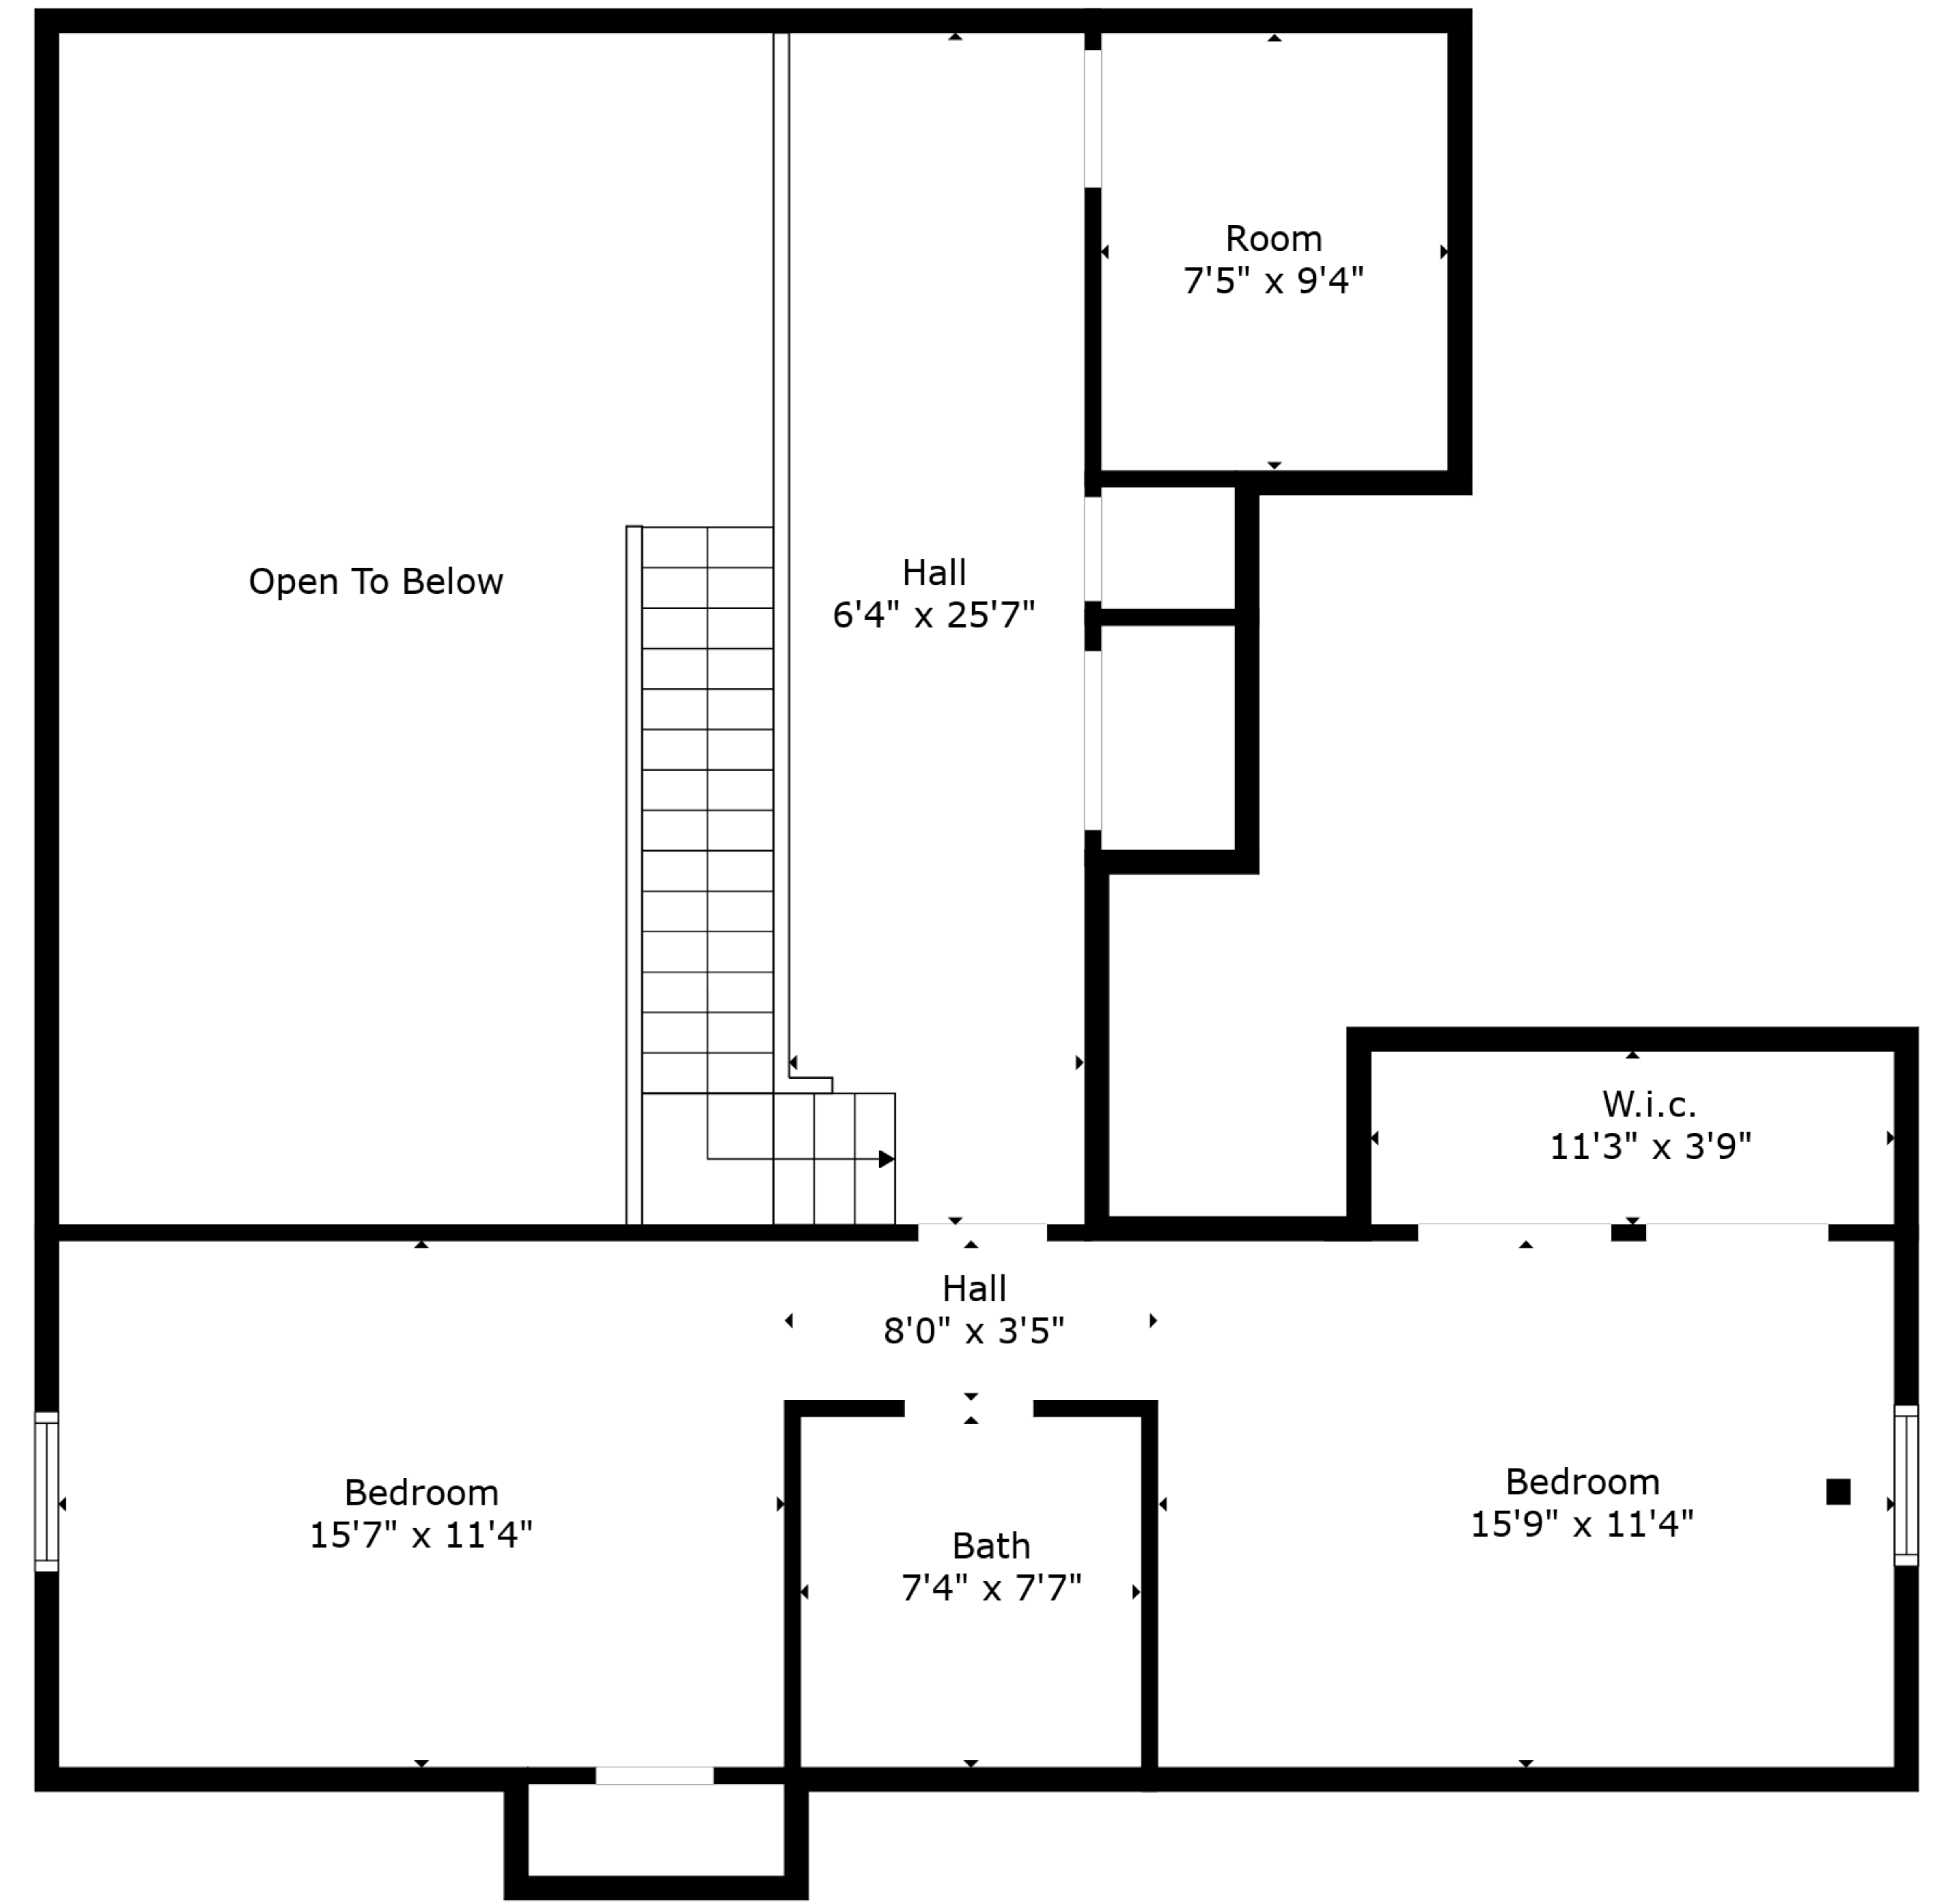 Room
7'5" x 9'4"
Open To Below
Hall
6'4" x 25'7"
W.i.c.
11'3" x 3'9"
Hall
8'0" x 3'5"
Bedroom
15'7" x 11'4"
Bath
7'4" x 7'7"
Bedroom
15'9" x 11'4"